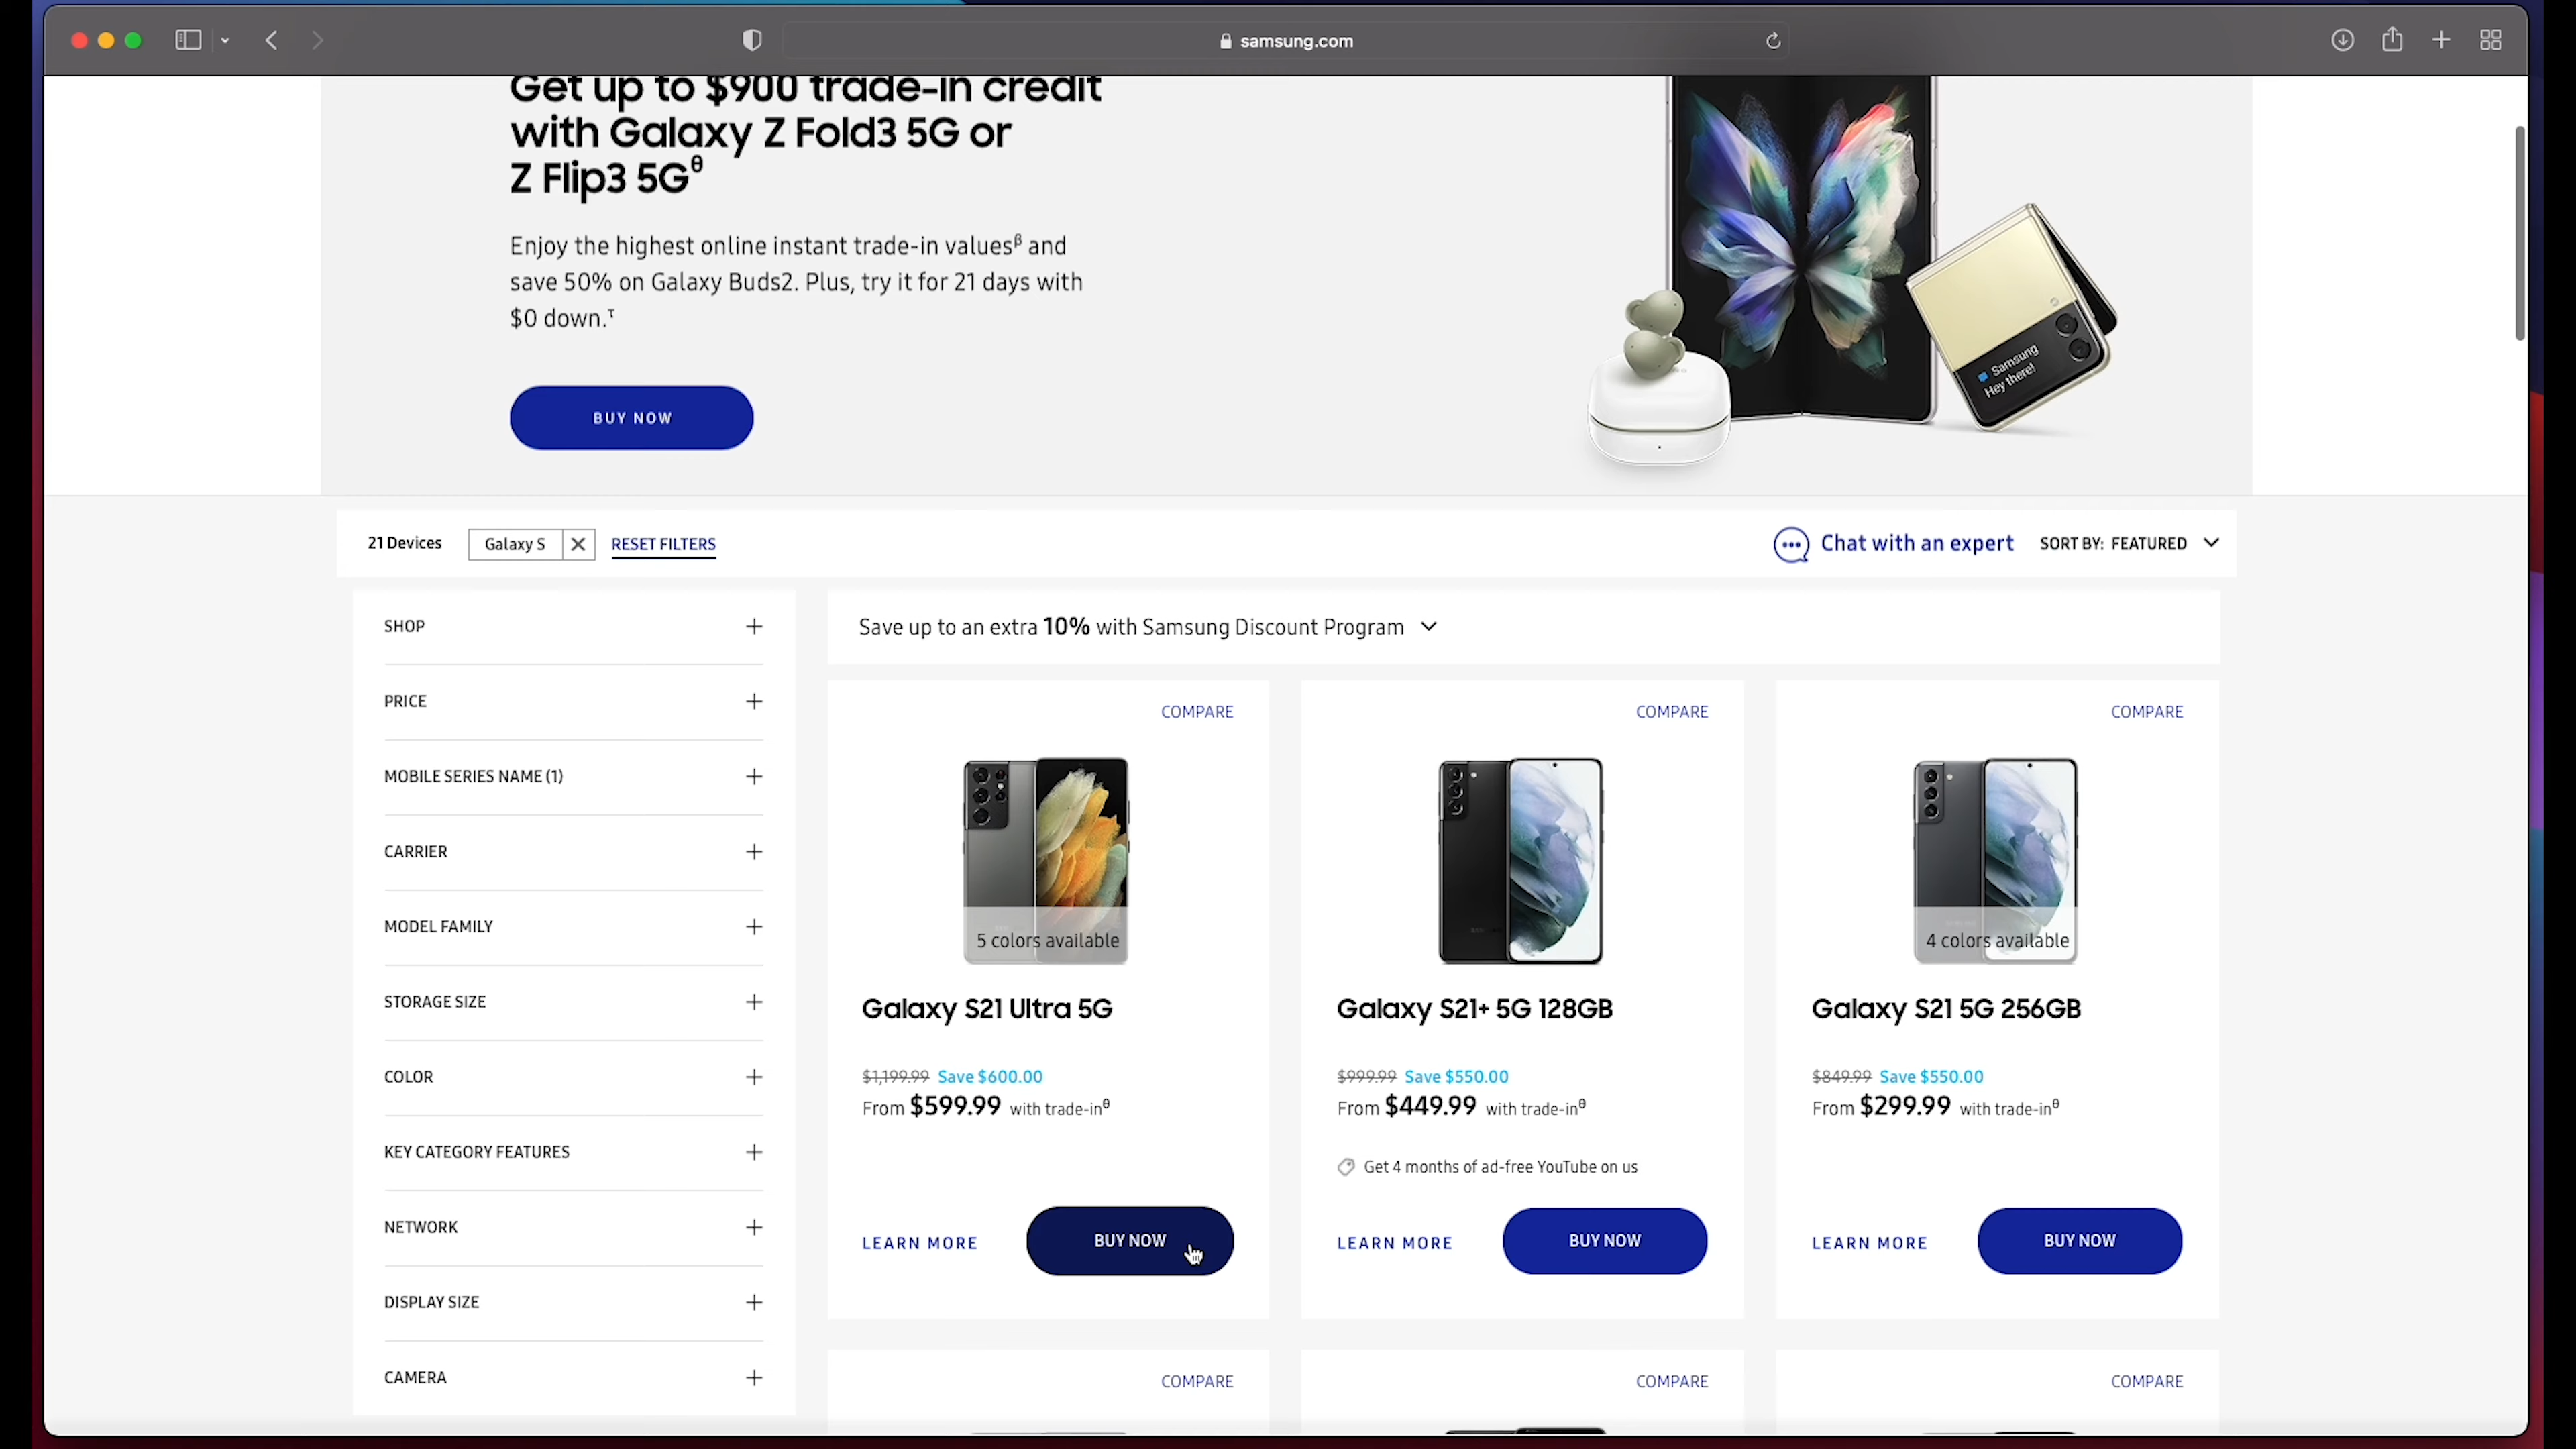 samsung.com
Get up to $900 trade-in credit
with Galaxy Z Fold3 5G or
Z Flip3 5Gθ
Enjoy the highest online instant trade-in valuesβ and
save 50% on Galaxy Buds2. Plus, try it for 21 days with
$0 down.τ
BUY NOW
Samsung
Hey there!
21 Devices
Galaxy S
RESET FILTERS
Chat with an expert
SORT BY: FEATURED
SHOP
PRICE
MOBILE SERIES NAME (1)
CARRIER
MODEL FAMILY
STORAGE SIZE
COLOR
KEY CATEGORY FEATURES
NETWORK
DISPLAY SIZE
CAMERA
Save up to an extra 10% with Samsung Discount Program
COMPARE
5 colors available
Galaxy S21 Ultra 5G
$1,199.99 Save $600.00
From $599.99 with trade-inθ
LEARN MORE
BUY NOW
COMPARE
Galaxy S21+ 5G 128GB
$999.99 Save $550.00
From $449.99 with trade-inθ
Get 4 months of ad-free YouTube on us
LEARN MORE
BUY NOW
COMPARE
4 colors available
Galaxy S21 5G 256GB
$849.99 Save $550.00
From $299.99 with trade-inθ
LEARN MORE
BUY NOW
COMPARE
COMPARE
COMPARE